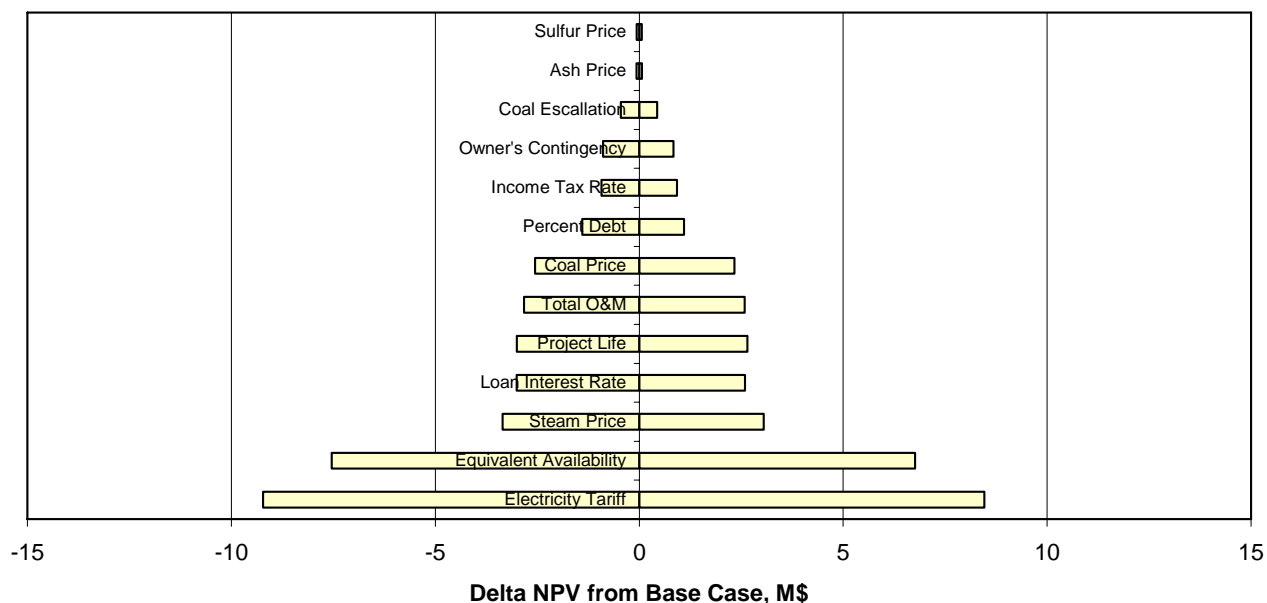 Sulfur Price
Ash Price
Coal Escallation
Owner's Contingency
Income Tax Rate
Percent Debt
Coal Price
Total O&M
Project Life
Loan Interest Rate
Steam Price
Equivalent Availability
Electricity Tariff
-15 -10 -5 0 5 10 15
Delta NPV from Base Case, M$